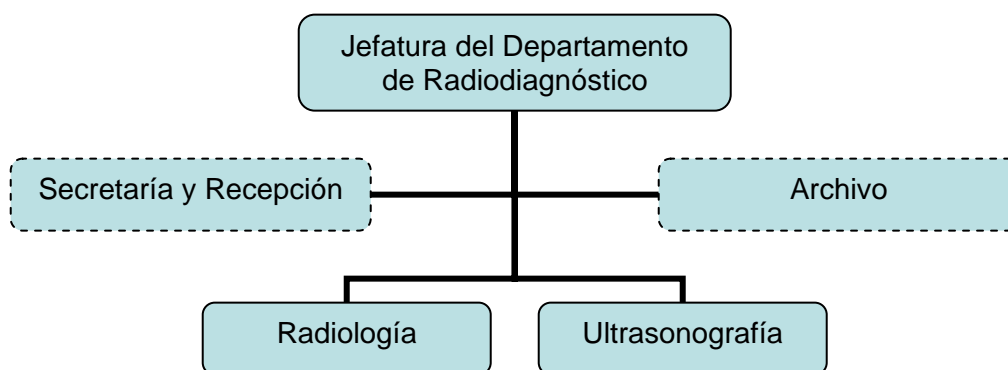 Jefatura del Departamento
de Radiodiagnóstico
Secretaría y Recepción
Archivo
Radiología
Ultrasonografía